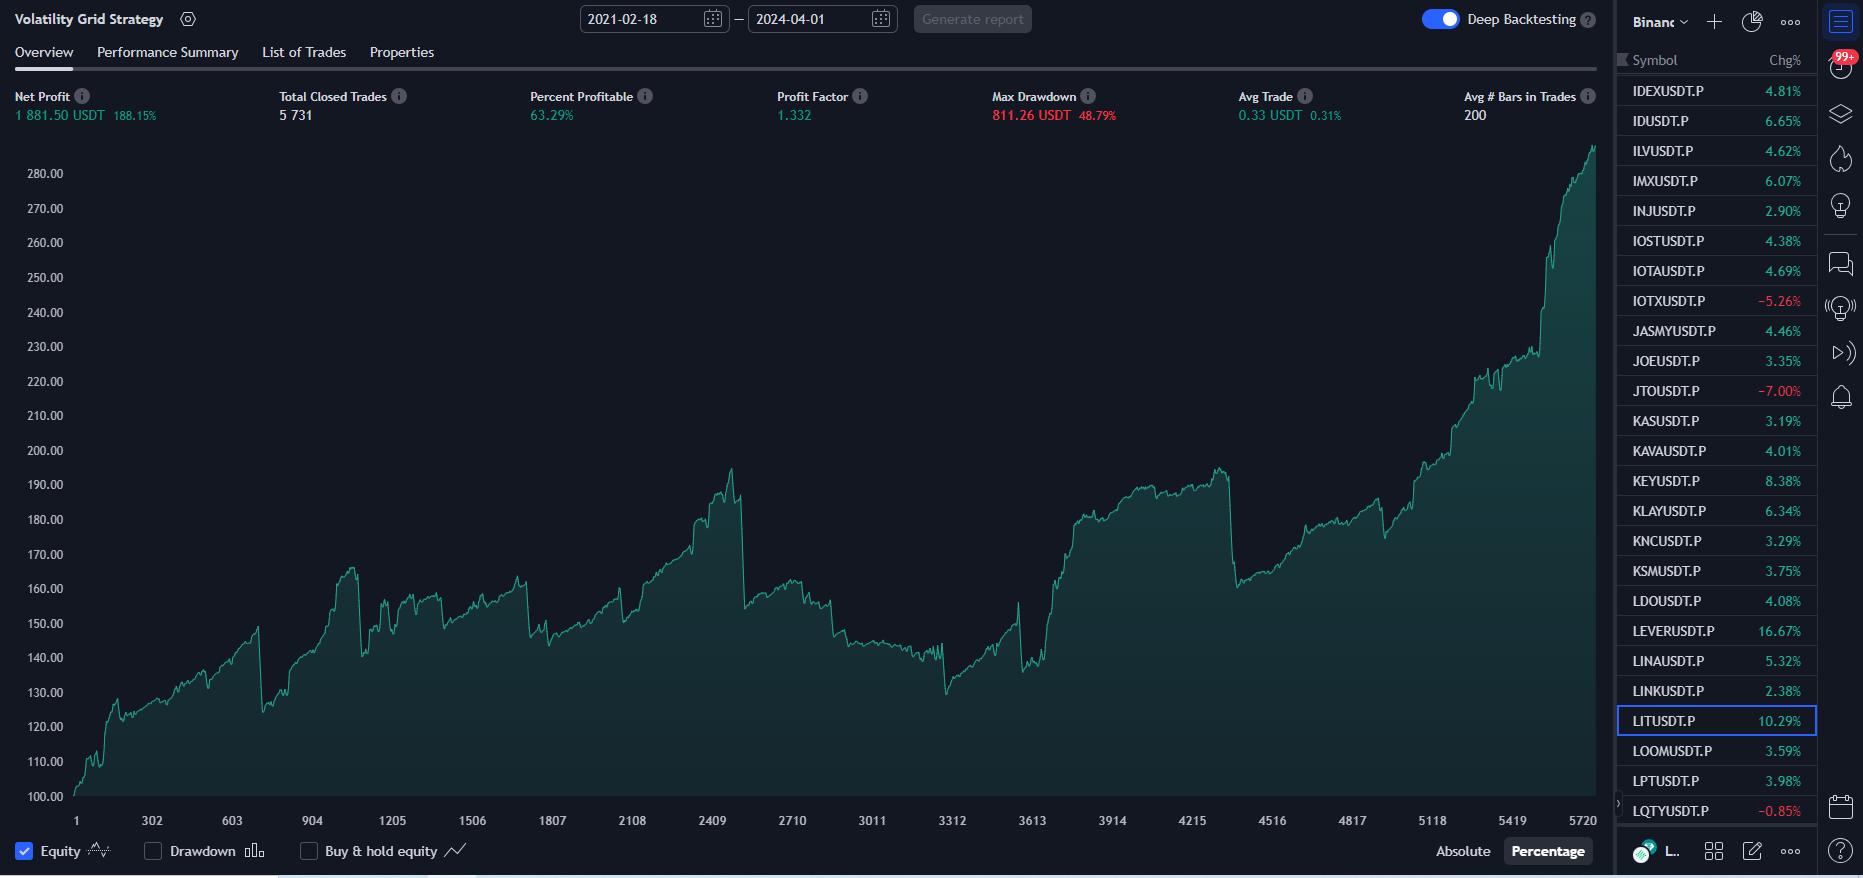 Volatility Grid Strategy
2021-02-18 — 2024-04-01 Generate report
Deep Backtesting ?
Overview Performance Summary List of Trades Properties
Net Profit
1 881.50 USDT 188.15%
Total Closed Trades
5 731
Percent Profitable
63.29%
Profit Factor
1.332
Max Drawdown
811.26 USDT 48.79%
Avg Trade
0.33 USDT 0.31%
Avg # Bars in Trades
200
280.00
270.00
260.00
250.00
240.00
230.00
220.00
210.00
200.00
190.00
180.00
170.00
160.00
150.00
140.00
130.00
120.00
110.00
100.00
1 302 603 904 1205 1506 1807 2108 2409 2710 3011 3312 3613 3914 4215 4516 4817 5118 5419 5720
Equity Drawdown Buy & hold equity
Absolute Percentage
Binanc
99+
Symbol Chg%
IDEXUSDT.P 4.81%
IDUSDT.P 6.65%
ILVUSDT.P 4.62%
IMXUSDT.P 6.07%
INJUSDT.P 2.90%
IOSTUSDT.P 4.38%
IOTAUSDT.P 4.69%
IOTXUSDT.P −5.26%
JASMYUSDT.P 4.46%
JOEUSDT.P 3.35%
JTOUSDT.P −7.00%
KASUSDT.P 3.19%
KAVAUSDT.P 4.01%
KEYUSDT.P 8.38%
KLAYUSDT.P 6.34%
KNCUSDT.P 3.29%
KSMUSDT.P 3.75%
LDOUSDT.P 4.08%
LEVERUSDT.P 16.67%
LINAUSDT.P 5.32%
LINKUSDT.P 2.38%
LITUSDT.P 10.29%
LOOMUSDT.P 3.59%
LPTUSDT.P 3.98%
LQTYUSDT.P −0.85%
L...